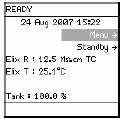 READY
24 Aug 2007 15:22
Menu →
Standby →
Elix R : 12.5 MΩ.cm TC
Elix T : 25.1°C
Tank : 100.0 %